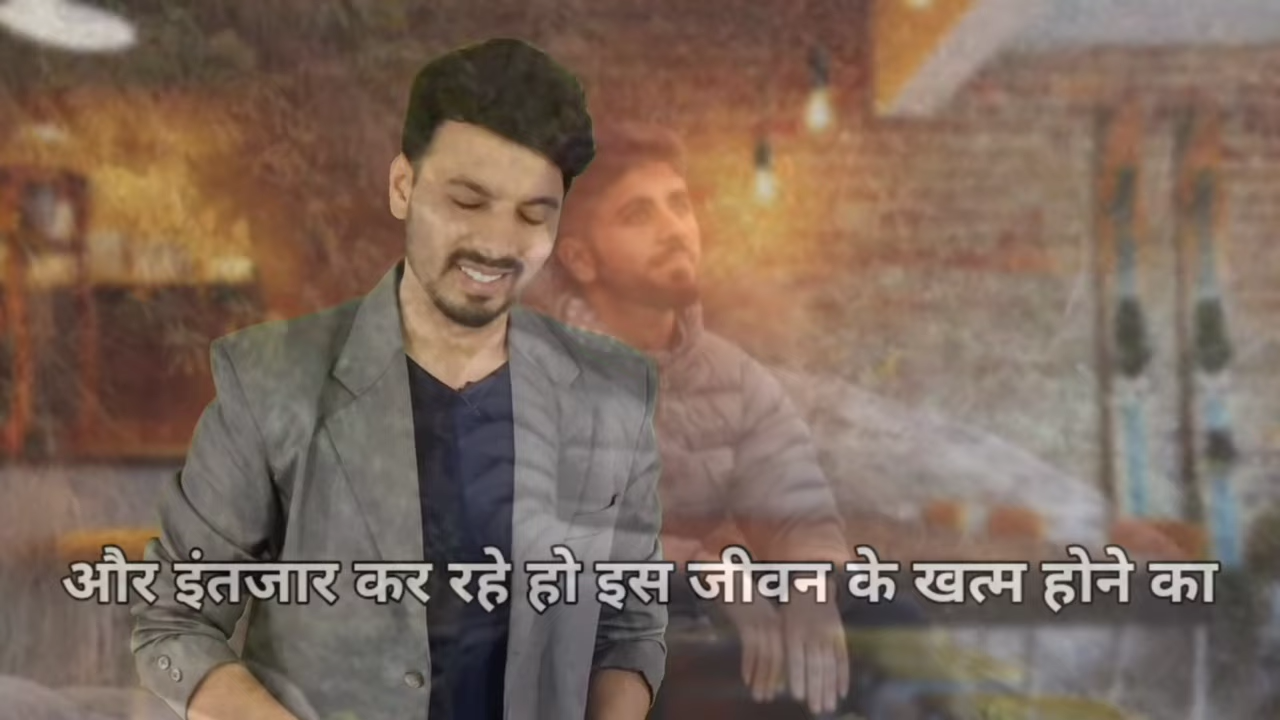 और इंतजार कर रहे हो इस जीवन के खत्म होने का